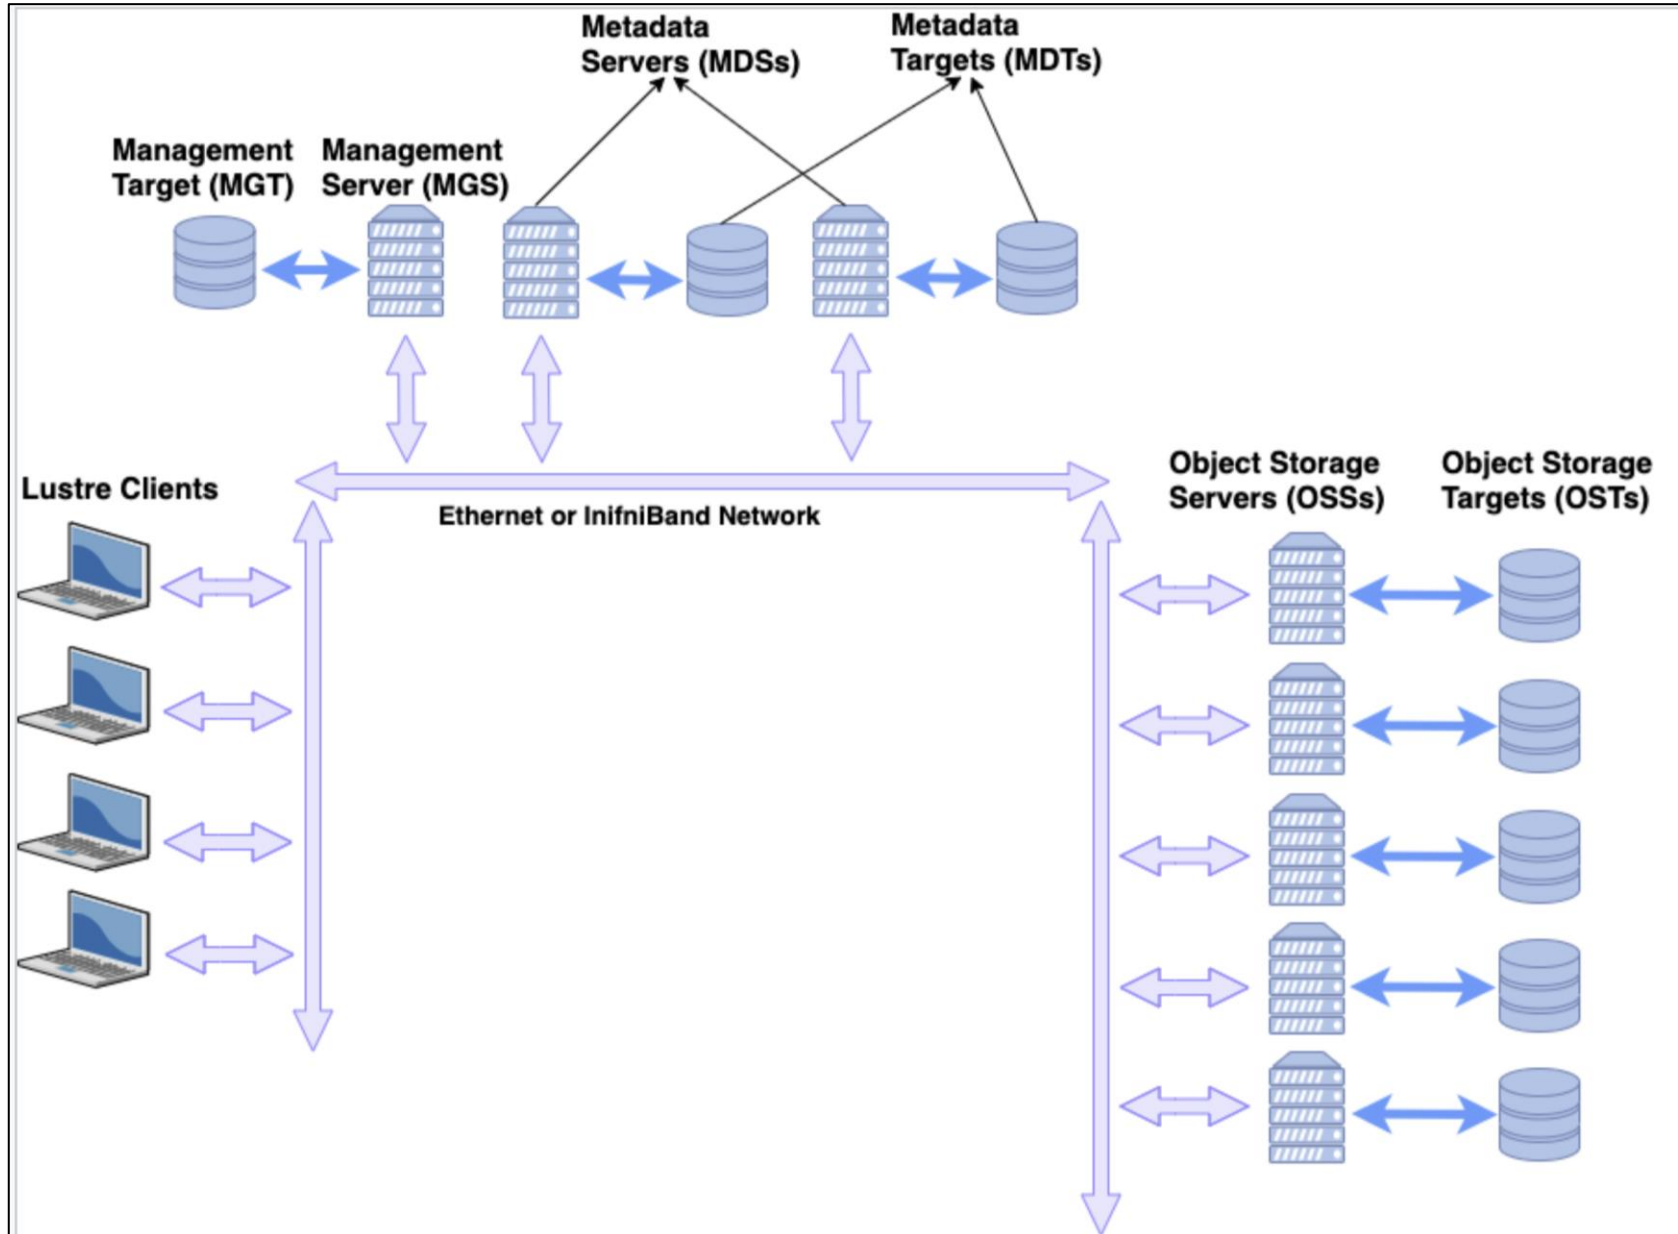 Metadata
Servers (MDSs)
Metadata
Targets (MDTs)
Management
Target (MGT)
Management
Server (MGS)
Lustre Clients
Ethernet or InifniBand Network
Object Storage
Servers (OSSs)
Object Storage
Targets (OSTs)